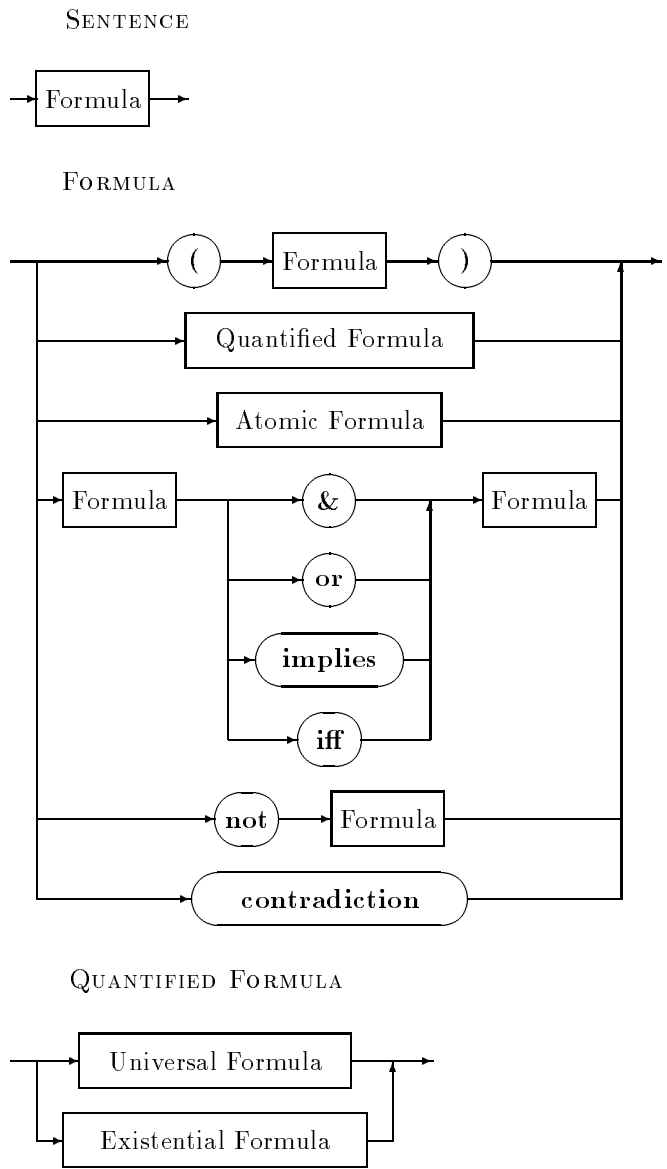 SENTENCE
Formula
FORMULA
( Formula )
Quantified Formula
Atomic Formula
Formula & Formula
or
implies
iff
not Formula
contradiction
QUANTIFIED FORMULA
Universal Formula
Existential Formula